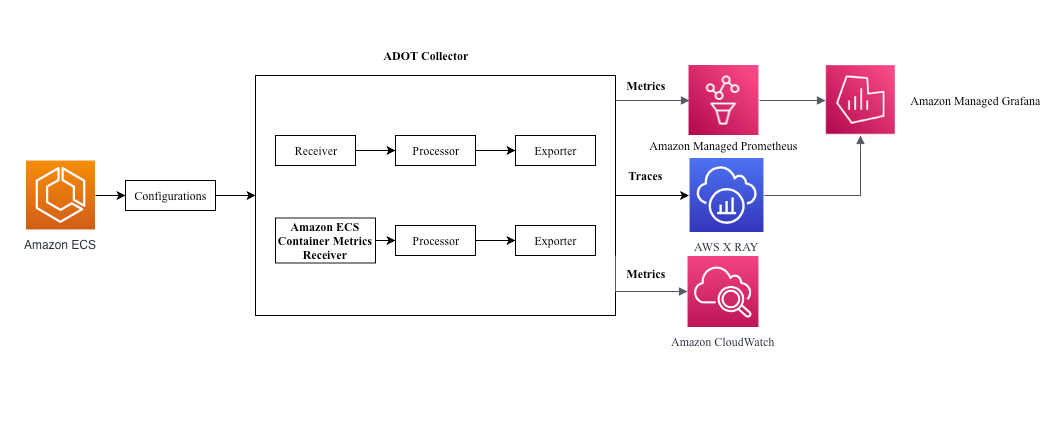 ADOT Collector
Metrics
Amazon Managed Grafana
Amazon Managed Prometheus
Receiver
Processor
Exporter
Traces
Configurations
Amazon ECS
Amazon ECS
Container Metrics
Receiver
Processor
Exporter
AWS X RAY
Metrics
Amazon CloudWatch